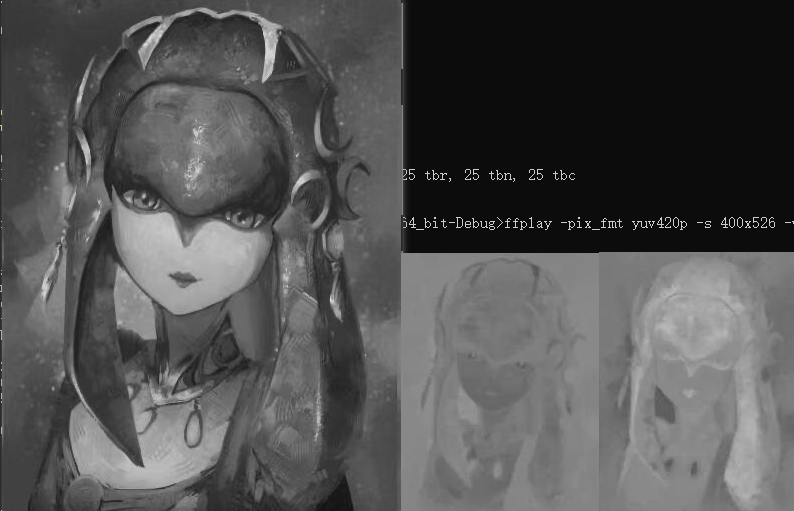 25 tbr, 25 tbn, 25 tbc
64_bit-Debug>ffplay -pix_fmt yuv420p -s 400x526 -v